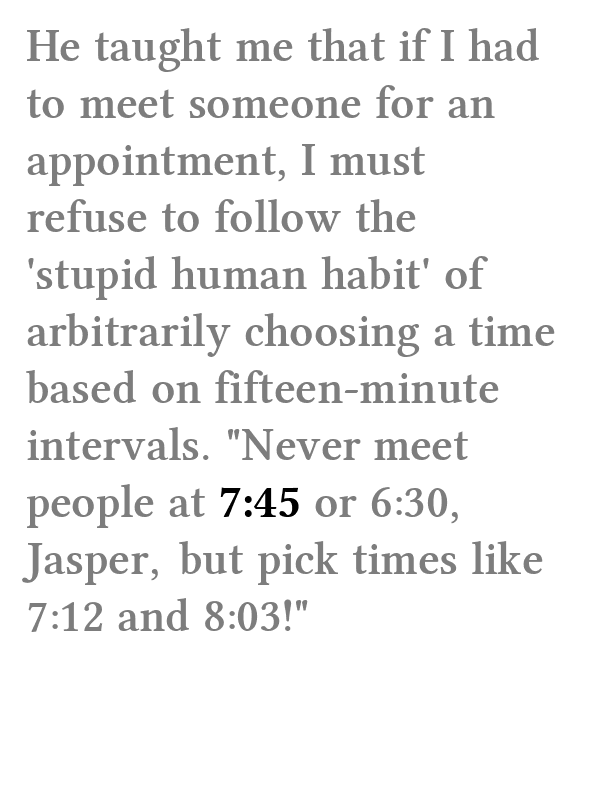 He taught me that if I had
to meet someone for an
appointment, I must
refuse to follow the
'stupid human habit' of
arbitrarily choosing a time
based on fifteen-minute
intervals. "Never meet
people at 7:45 or 6:30,
Jasper, but pick times like
7:12 and 8:03!"